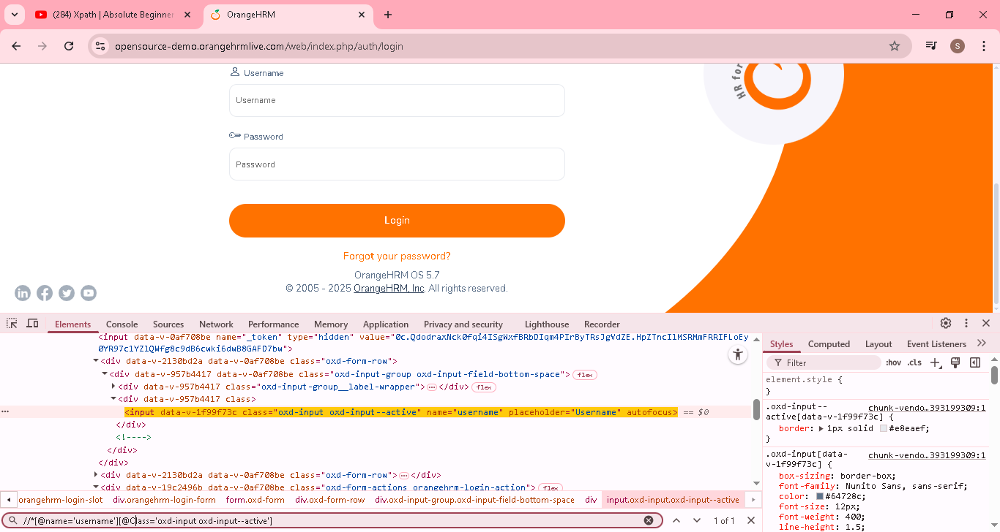 (284) Xpath | Absolute Beginner
OrangeHRM
opensource-demo.orangehrmlive.com/web/index.php/auth/login
S
Username
Username
Password
Password
Login
Forgot your password?
OrangeHRM OS 5.7
© 2005 - 2025 OrangeHRM, Inc. All rights reserved.
HR for
Elements Console Sources Network Performance Memory Application Privacy and security Lighthouse Recorder
<input data-v-0af708be name="_token" type="hidden" value="0c.QdodraxNck0fqi4ISgWxfBRbDIqm4PIrByTRsJgVdZE.HpZTncIlMSRMmFRRIFLoEy
0YR97c1YZlQWfg8c9dB6cwki6dwB8GAFD7bw">
<div data-v-2130bd2a data-v-0af708be class="oxd-form-row">
<div data-v-957b4417 data-v-0af708be class="oxd-input-group oxd-input-field-bottom-space"> flex
<div data-v-957b4417 class="oxd-input-group__label-wrapper"> … </div> flex
<div data-v-957b4417 class>
<input data-v-1f99f73c class="oxd-input oxd-input--active" name="username" placeholder="Username" autofocus> == $0
</div>
<!---->
</div>
</div>
<div data-v-2130bd2a data-v-0af708be class="oxd-form-row"> … </div>
<div data-v-19c2496b data-v-0af708be class="oxd-form-actions orangehrm-login-action"> flex
orangehrm-login-slot div.orangehrm-login-form form.oxd-form div.oxd-form-row div.oxd-input-group.oxd-input-field-bottom-space div input.oxd-input.oxd-input--active
//*[@name='username'][@Class='oxd-input oxd-input--active']
1 of 1
Styles Computed Layout Event Listeners
Filter :hov .cls
element.style {
}
.oxd-input-- chunk-vendo…393199309:1
active[data-v-1f99f73c] {
border: 1px solid #e8eaef;
}
.oxd-input[data- chunk-vendo…393199309:1
v-1f99f73c] {
box-sizing: border-box;
font-family: Nunito Sans, sans-serif;
color: #64728c;
font-size: 12px;
font-weight: 400;
line-height: 1.5;